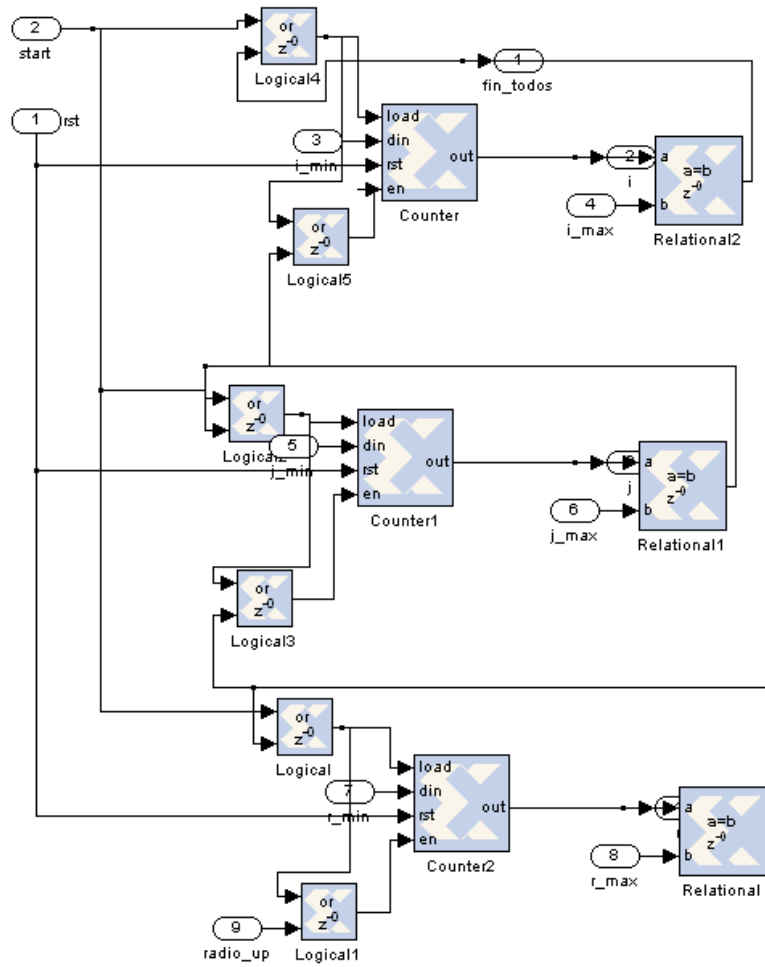 2
start
or
z-0
Logical4
1
fin_todos
1
rst
load
din
rst
en
out
Counter
3
i_min
2
i
a
a=b
z-0
b
Relational2
4
i_max
or
z-0
Logical5
or
z-0
load
din
rst
en
out
Counter1
5
j_min
j
a
a=b
z-0
b
Relational1
6
j_max
or
z-0
Logical3
or
z-0
Logical
load
din
rst
en
out
Counter2
7
r_min
a
a=b
z-0
b
Relational
8
r_max
or
z-0
Logical1
9
radio_up